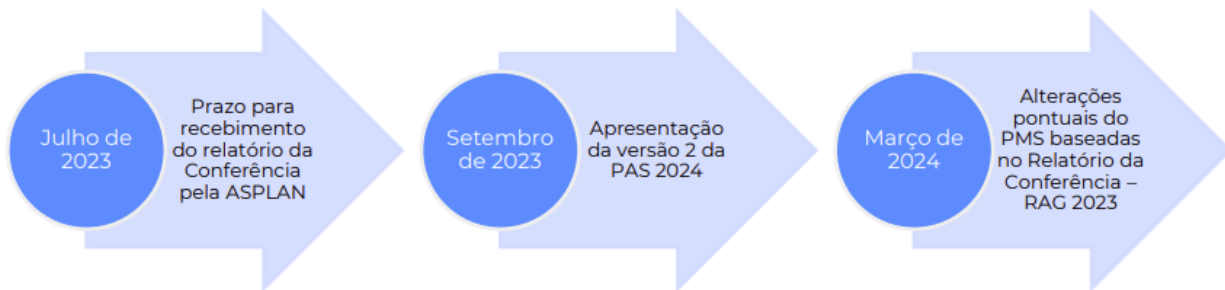 Julho de
2023
Prazo para
recebimento
do relatório da
Conferência
pela ASPLAN
Setembro
de 2023
Apresentação
da versão 2 da
PAS 2024
Março de
2024
Alterações
pontuais do
PMS baseadas
no Relatório da
Conferência –
RAG 2023